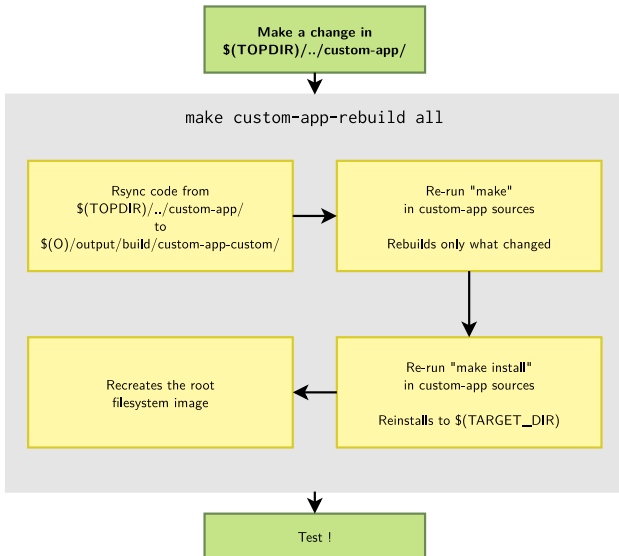 Make a change in
$(TOPDIR)/../custom-app/
make custom-app-rebuild all
Rsync code from
$(TOPDIR)/../custom-app/
to
$(O)/output/build/custom-app-custom/
Re-run "make"
in custom-app sources
Rebuilds only what changed
Re-run "make install"
in custom-app sources
Reinstalls to $(TARGET_DIR)
Recreates the root
filesystem image
Test !